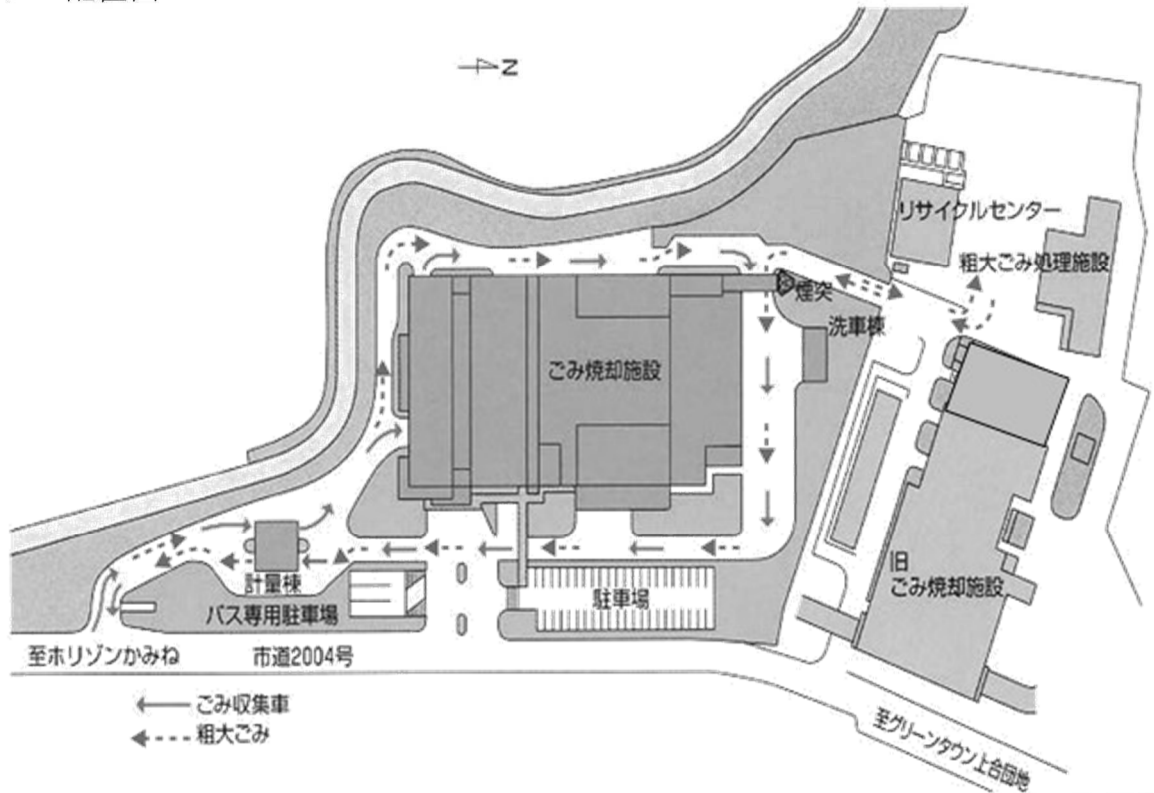 N
リサイクルセンター
粗大ごみ処理施設
煙突
洗車棟
ごみ焼却施設
旧
ごみ焼却施設
計量棟
バス専用駐車場
駐車場
至ホリゾンかみね
市道2004号
ごみ収集車
粗大ごみ
至グリーンタウン上合団地